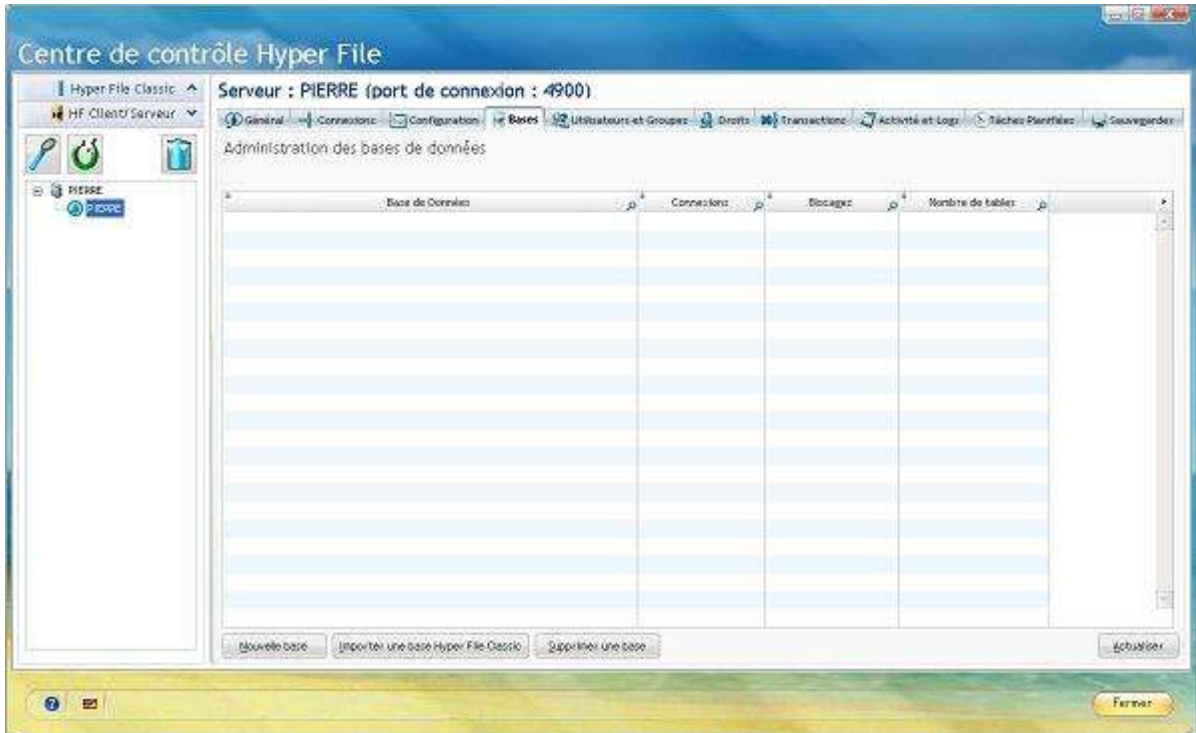 Centre de contrôle Hyper File
Hyper File Classic
HF Client/Serveur
PIERRE
PIERRE
Serveur : PIERRE (port de connexion : 4900)
Général Connexions Configuration Bases Utilisateurs et Groupes Droits Transactions Activité et Logs Tâches Planifiées Sauvegardes
Administration des bases de données
Base de Données Connexions Blocages Nombre de tables
Nouvelle base Importer une base Hyper File Classic Supprimer une base Actualiser
Fermer